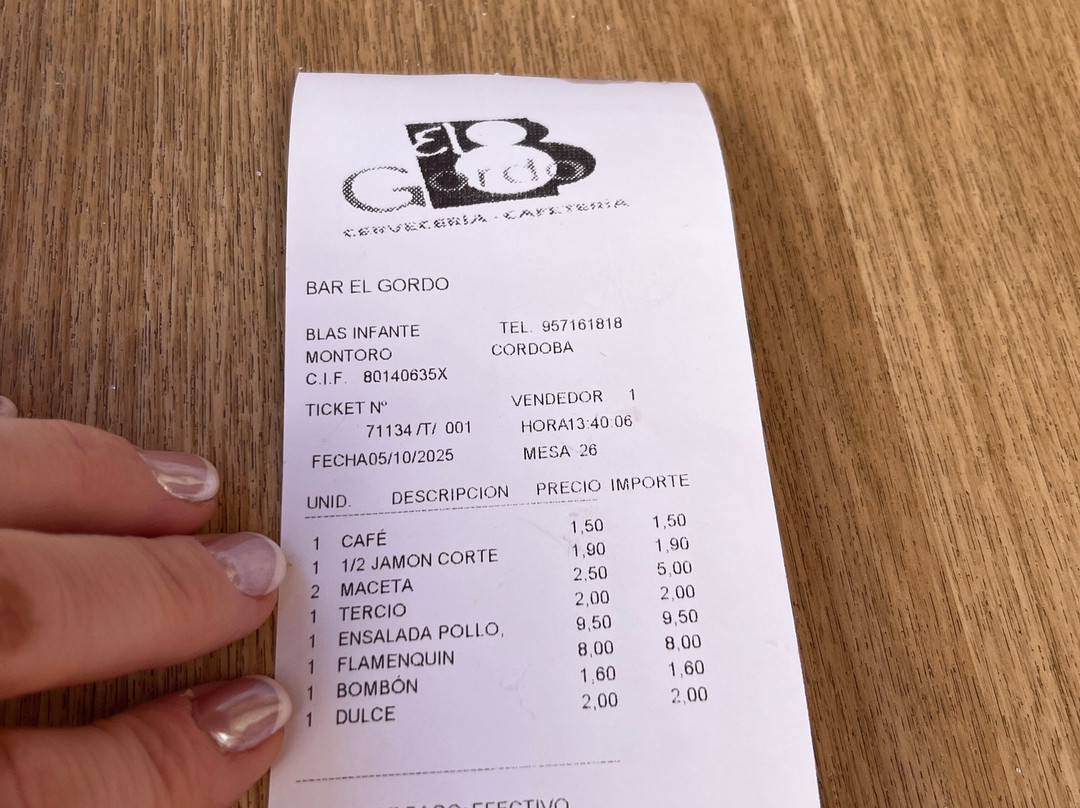 El
Gordo
CERVECERÍA - CAFETERÍA
BAR EL GORDO
BLAS INFANTE TEL. 957161818
MONTORO CORDOBA
C.I.F. 80140635X
TICKET Nº VENDEDOR 1
71134 /T/ 001 HORA13:40:06
FECHA05/10/2025 MESA 26
UNID. DESCRIPCION PRECIO IMPORTE
1 CAFÉ 1,50 1,50
1 1/2 JAMON CORTE 1,90 1,90
2 MACETA 2,50 5,00
1 TERCIO 2,00 2,00
1 ENSALADA POLLO, 9,50 9,50
1 FLAMENQUIN 8,00 8,00
1 BOMBÓN 1,60 1,60
1 DULCE 2,00 2,00
EFECTIVO